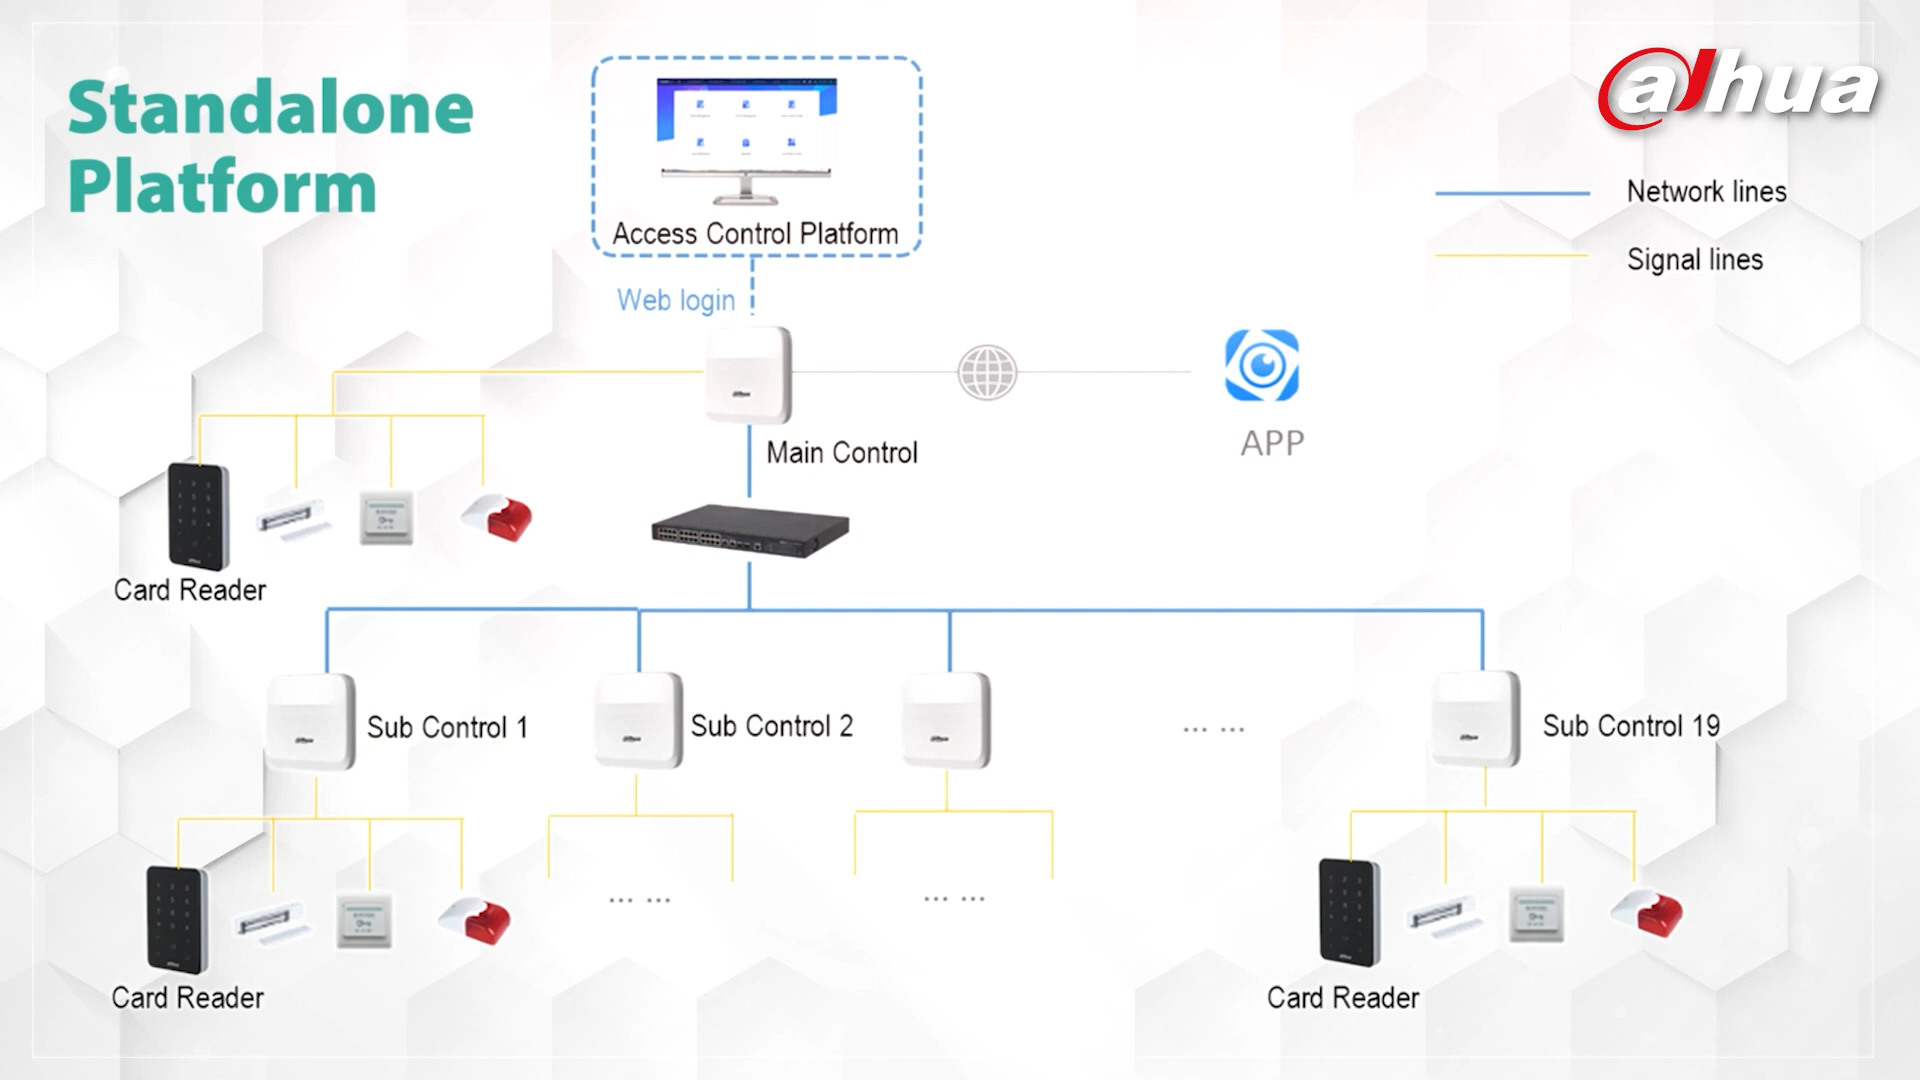 Standalone
Platform
alhua
Network lines
Signal lines
Access Control Platform
Web login
Main Control
APP
Card Reader
Sub Control 1
Sub Control 2
... ...
Sub Control 19
... ...
... ...
Card Reader
Card Reader